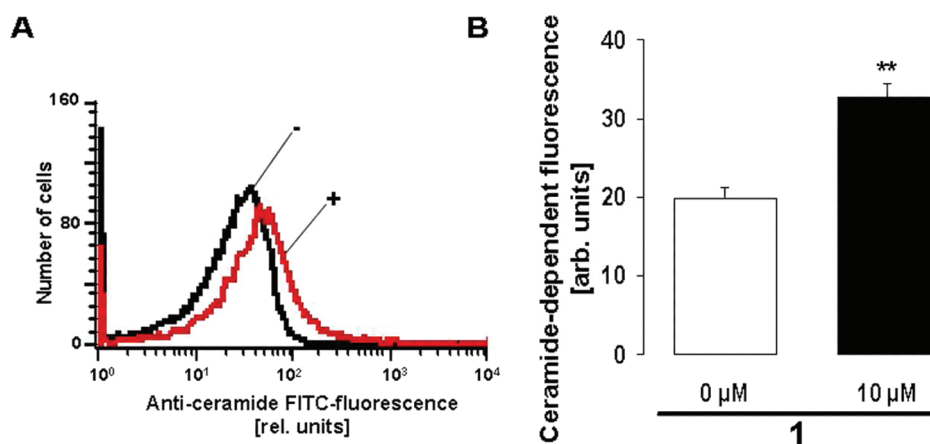 A
160
80
0
Number of cells
-
+
10⁰ 10¹ 10² 10³ 10⁴
Anti-ceramide FITC-fluorescence
[rel. units]
B
Ceramide-dependent fluorescence
[arb. units]
40
30
20
10
0
**
0 µM 10 µM
1